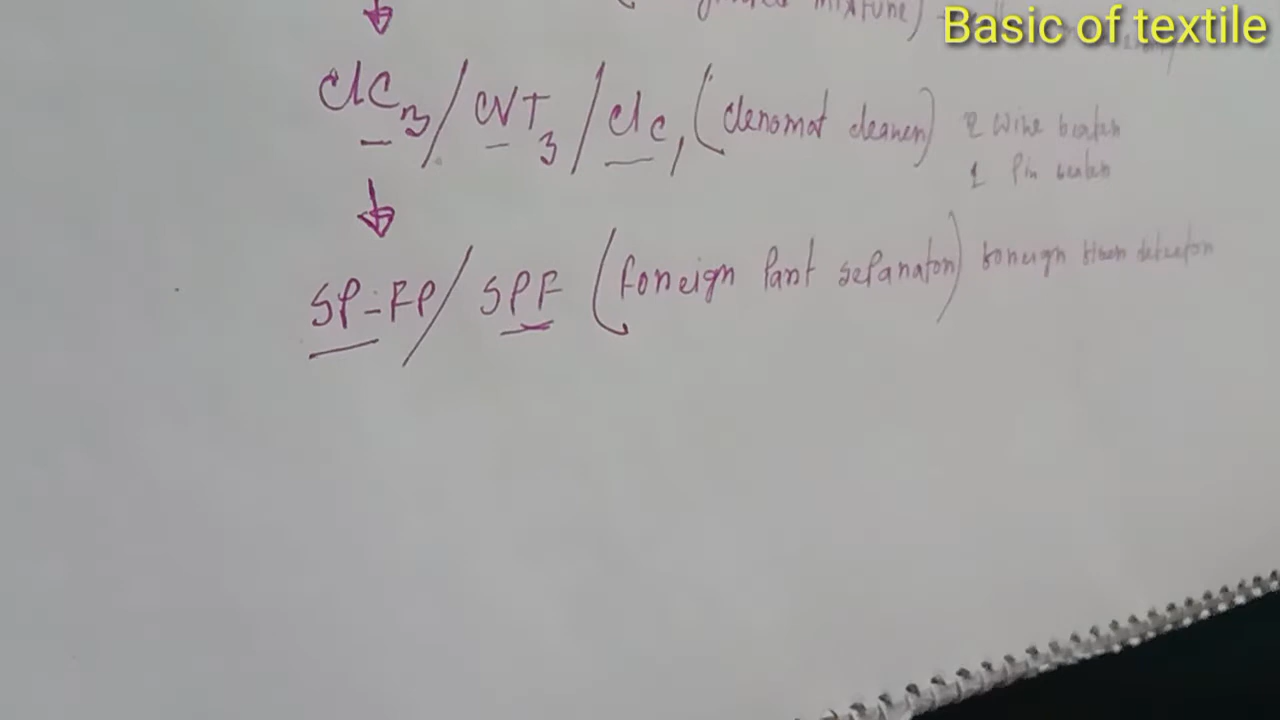 mixture)
Basic of textile
ClC3/CVT3/Clc, (clenomat cleaner) 2 wire beater
1 Pin beater
SP-FP/SPF (foreign Part separator) foreign